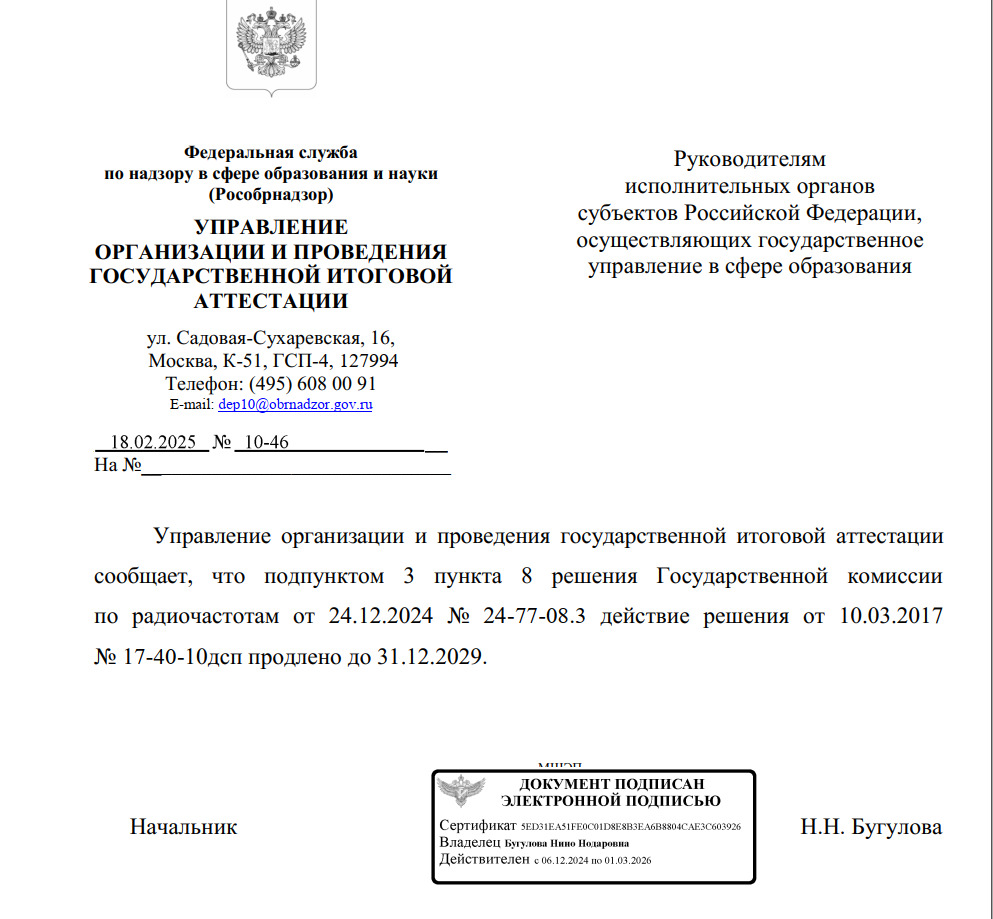 Федеральная служба
по надзору в сфере образования и науки
(Рособрнадзор)
УПРАВЛЕНИЕ
ОРГАНИЗАЦИИ И ПРОВЕДЕНИЯ
ГОСУДАРСТВЕННОЙ ИТОГОВОЙ
АТТЕСТАЦИИ
ул. Садовая-Сухаревская, 16,
Москва, К-51, ГСП-4, 127994
Телефон: (495) 608 00 91
E-mail: dep10@obrnadzor.gov.ru
18.02.2025 № 10-46
На №
Руководителям
исполнительных органов
субъектов Российской Федерации,
осуществляющих государственное
управление в сфере образования
Управление организации и проведения государственной итоговой аттестации
сообщает, что подпунктом 3 пункта 8 решения Государственной комиссии
по радиочастотам от 24.12.2024 № 24-77-08.3 действие решения от 10.03.2017
№ 17-40-10дсп продлено до 31.12.2029.
Начальник
ДОКУМЕНТ ПОДПИСАН
ЭЛЕКТРОННОЙ ПОДПИСЬЮ
Сертификат 5ED31EA51FE0C01D8E8B3EA6B8804CAE3C603926
Владелец Бугулова Нино Нодаровна
Действителен с 06.12.2024 по 01.03.2026
Н.Н. Бугулова